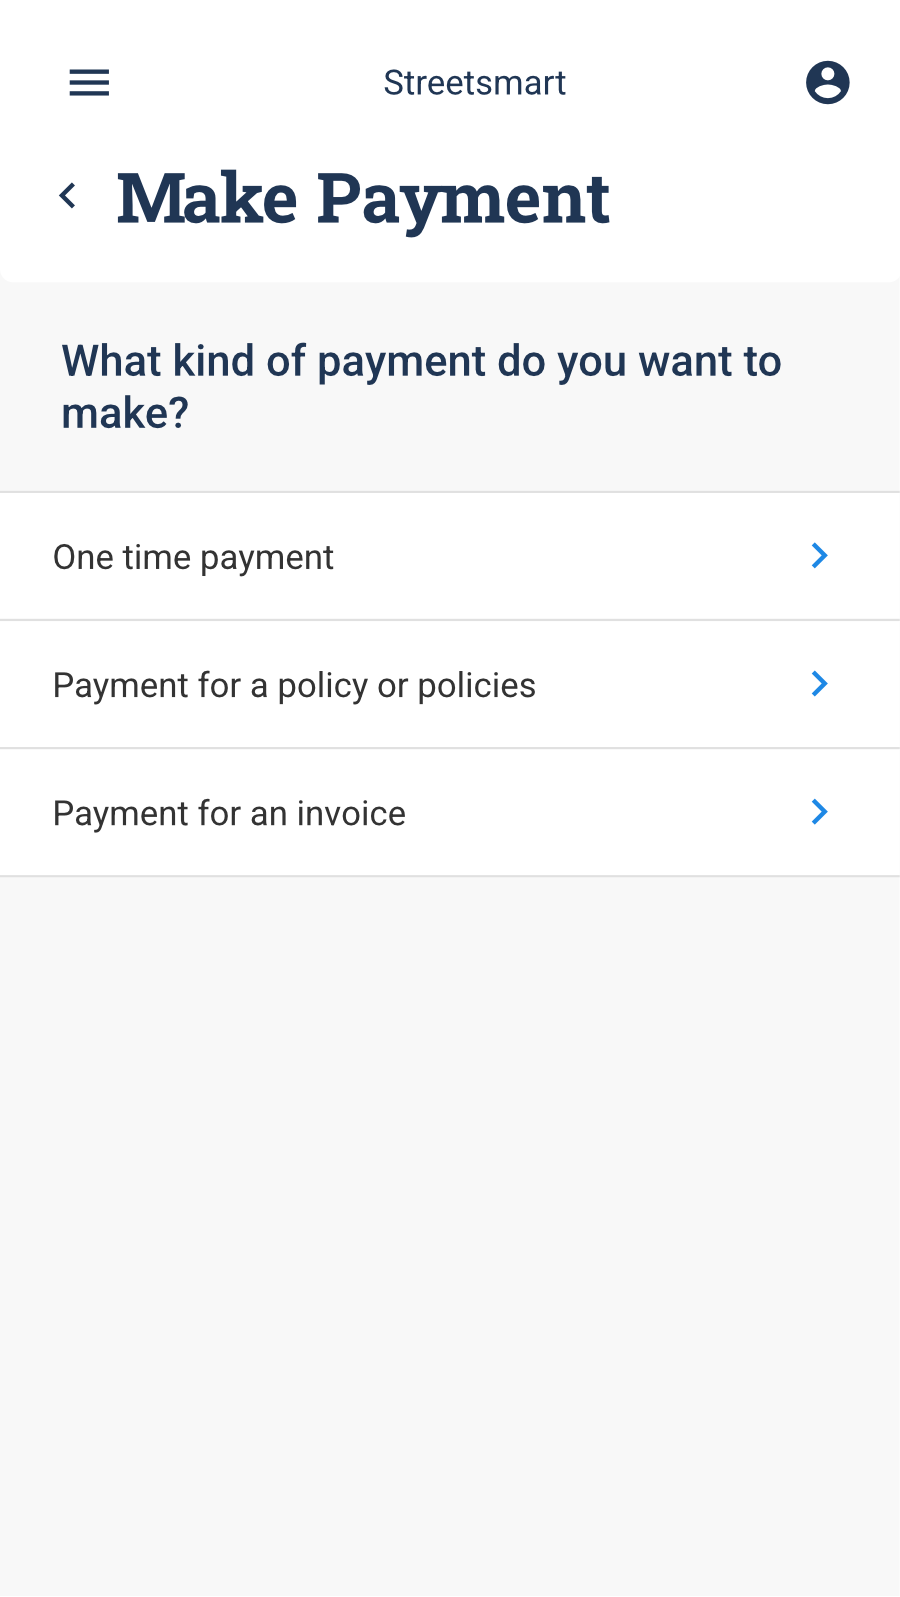 Streetsmart
Make Payment
What kind of payment do you want to
make?
One time payment
Payment for a policy or policies
Payment for an invoice